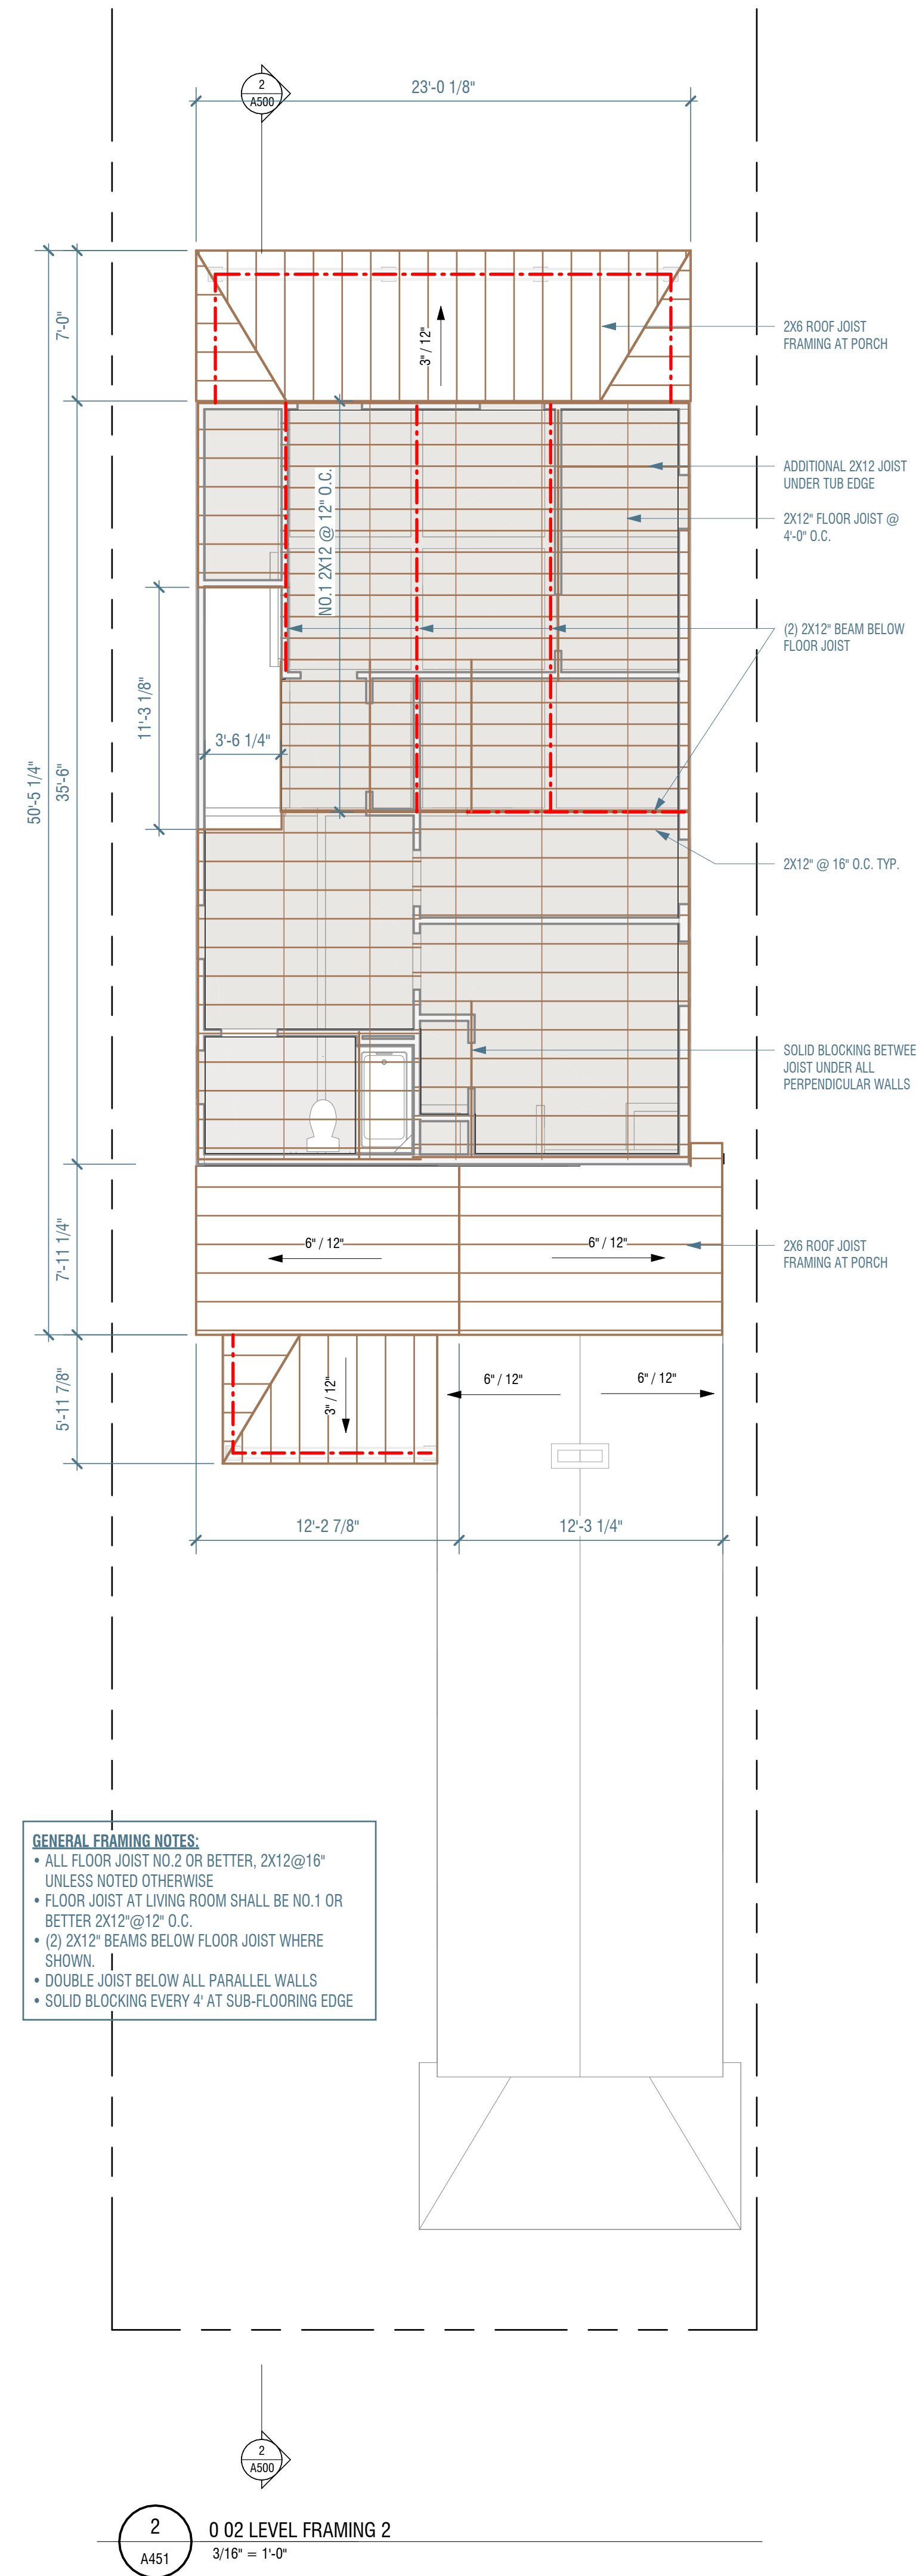 2
A500
23'-0 1/8"
7'-0"
3" / 12"
2X6 ROOF JOIST
FRAMING AT PORCH
ADDITIONAL 2X12 JOIST
UNDER TUB EDGE
2X12" FLOOR JOIST @
4'-0" O.C.
NO.1 2X12 @ 12" O.C.
(2) 2X12" BEAM BELOW
FLOOR JOIST
11'-3 1/8"
3'-6 1/4"
50'-5 1/4"
35'-6"
2X12" @ 16" O.C. TYP.
SOLID BLOCKING BETWEE
JOIST UNDER ALL
PERPENDICULAR WALLS
7'-11 1/4"
6" / 12"
6" / 12"
2X6 ROOF JOIST
FRAMING AT PORCH
5'-11 7/8"
3" / 12"
6" / 12"
6" / 12"
12'-2 7/8"
12'-3 1/4"
GENERAL FRAMING NOTES:
• ALL FLOOR JOIST NO.2 OR BETTER, 2X12@16"
UNLESS NOTED OTHERWISE
• FLOOR JOIST AT LIVING ROOM SHALL BE NO.1 OR
BETTER 2X12"@12" O.C.
• (2) 2X12" BEAMS BELOW FLOOR JOIST WHERE
SHOWN.
• DOUBLE JOIST BELOW ALL PARALLEL WALLS
• SOLID BLOCKING EVERY 4' AT SUB-FLOORING EDGE
2
A500
2
A451
0 02 LEVEL FRAMING 2
3/16" = 1'-0"